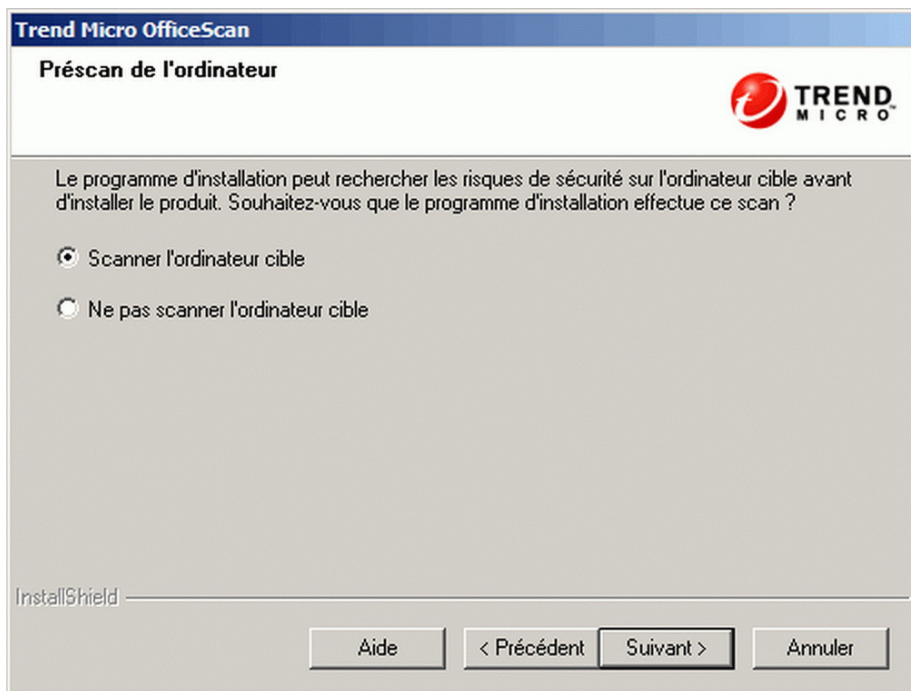 Trend Micro OfficeScan
Préscan de l'ordinateur
TREND
MICRO™
Le programme d'installation peut rechercher les risques de sécurité sur l'ordinateur cible avant
d'installer le produit. Souhaitez-vous que le programme d'installation effectue ce scan ?
Scanner l'ordinateur cible
Ne pas scanner l'ordinateur cible
InstallShield
Aide
< Précédent
Suivant >
Annuler